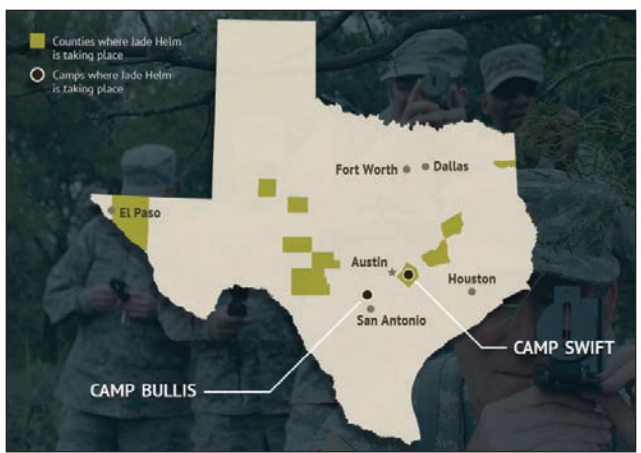 Counties where Jade Helm
is taking place
Camps where Jade Helm
is taking place
Fort Worth
Dallas
El Paso
Austin
Houston
San Antonio
CAMP SWIFT
CAMP BULLIS